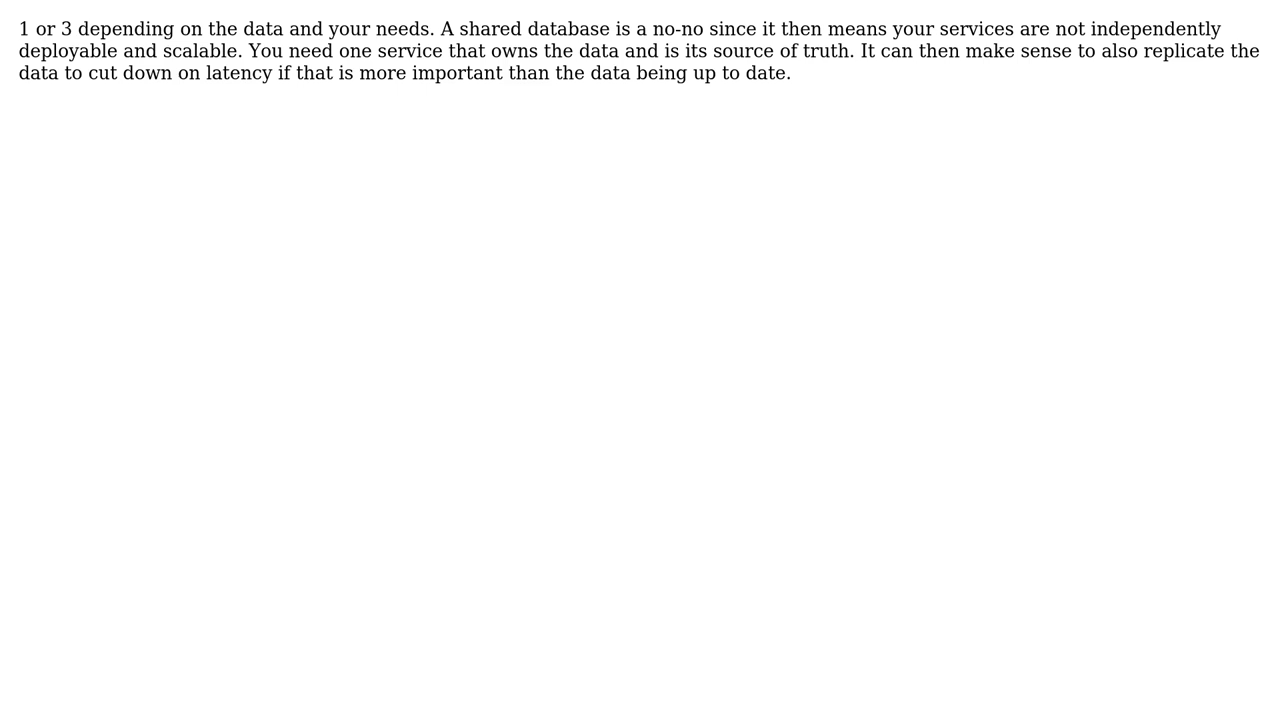 1 or 3 depending on the data and your needs. A shared database is a no-no since it then means your services are not independently
deployable and scalable. You need one service that owns the data and is its source of truth. It can then make sense to also replicate the
data to cut down on latency if that is more important than the data being up to date.